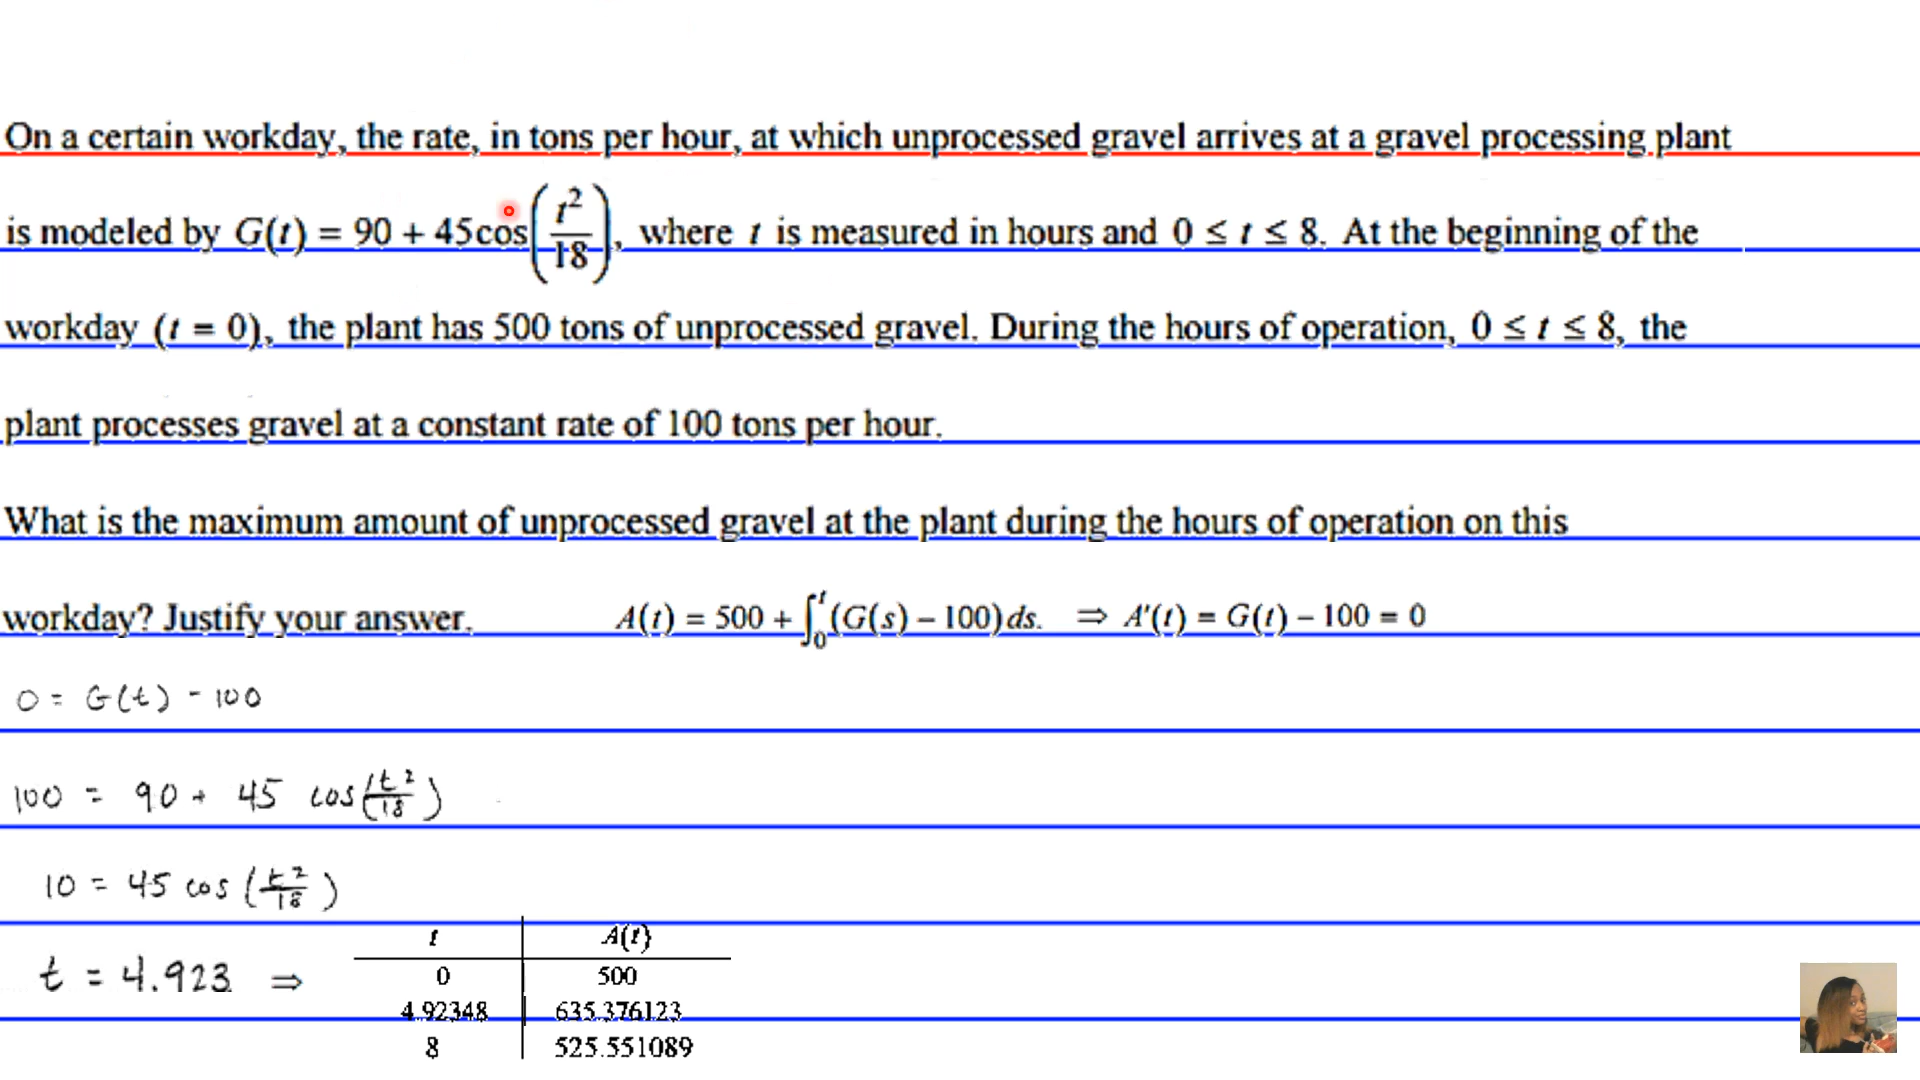 On a certain workday, the rate, in tons per hour, at which unprocessed gravel arrives at a gravel processing plant
is modeled by G(t) = 90 + 45cos(t²/18), where t is measured in hours and 0 ≤ t ≤ 8. At the beginning of the
workday (t = 0), the plant has 500 tons of unprocessed gravel. During the hours of operation, 0 ≤ t ≤ 8, the
plant processes gravel at a constant rate of 100 tons per hour.
What is the maximum amount of unprocessed gravel at the plant during the hours of operation on this
workday? Justify your answer. A(t) = 500 + ∫₀ᵗ (G(s) − 100) ds. ⇒ A′(t) = G(t) − 100 = 0
0 = G(t) - 100
100 = 90 + 45 cos(t²/18)
10 = 45 cos(t²/18)
t = 4.923 ⇒
t A(t)
0 500
4.92348 635.376123
8 525.551089